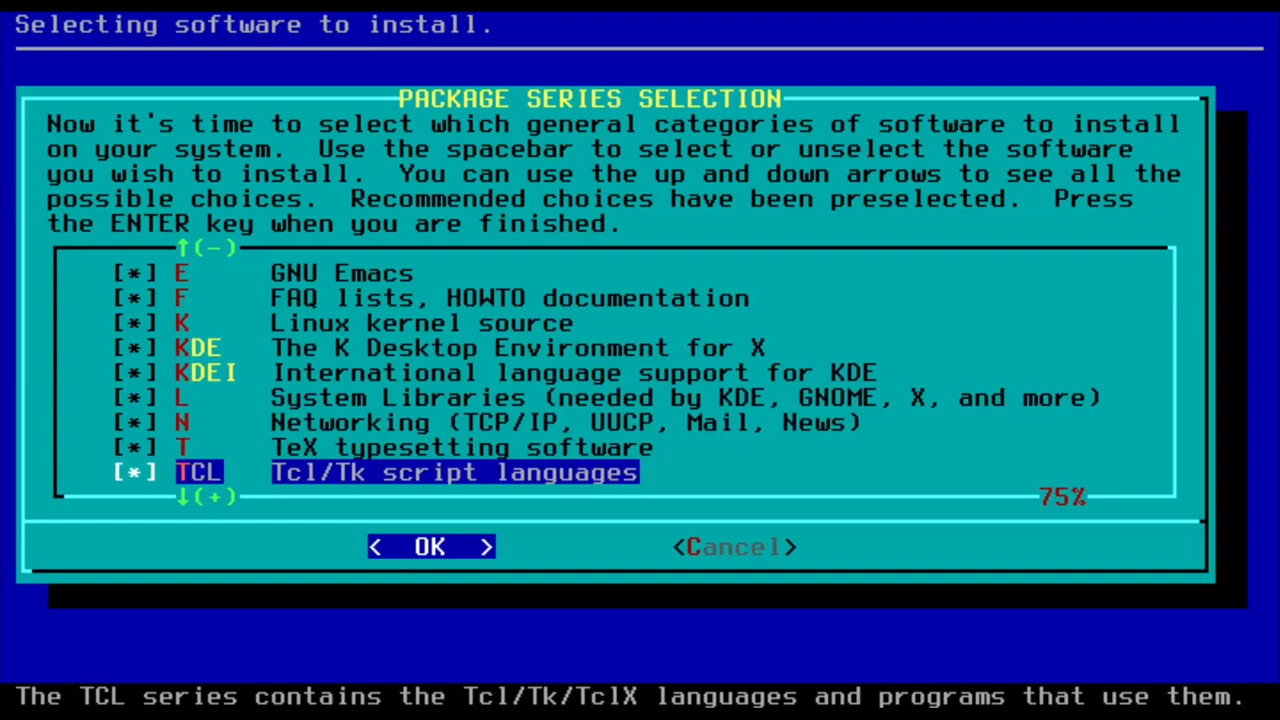 Selecting software to install.
PACKAGE SERIES SELECTION
Now it's time to select which general categories of software to install
on your system.  Use the spacebar to select or unselect the software
you wish to install.  You can use the up and down arrows to see all the
possible choices.  Recommended choices have been preselected.  Press
the ENTER key when you are finished.
↑(-)
[*] E GNU Emacs
[*] F FAQ lists, HOWTO documentation
[*] K Linux kernel source
[*] KDE The K Desktop Environment for X
[*] KDEI International language support for KDE
[*] L System Libraries (needed by KDE, GNOME, X, and more)
[*] N Networking (TCP/IP, UUCP, Mail, News)
[*] T TeX typesetting software
[*] TCL Tcl/Tk script languages
↓(+) 75%
< OK > <Cancel>
The TCL series contains the Tcl/Tk/TclX languages and programs that use them.